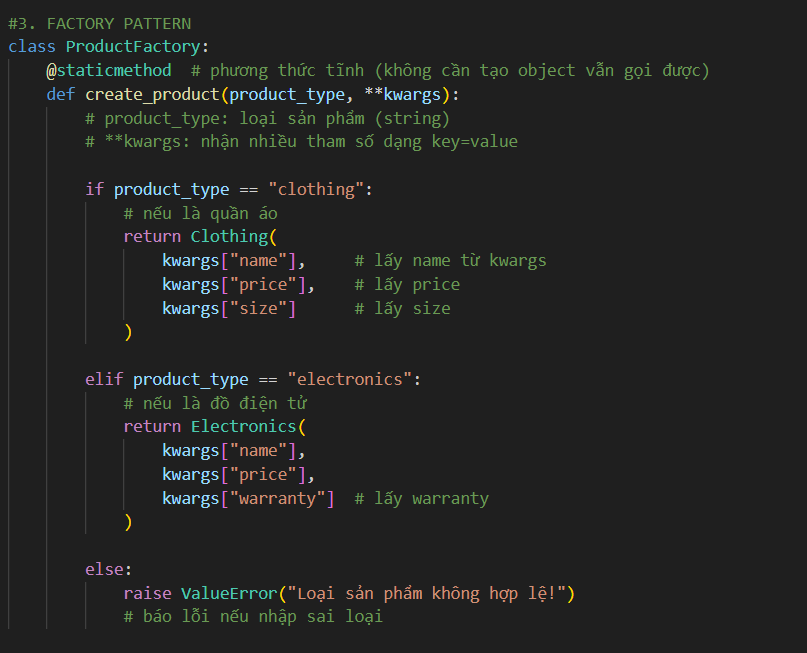 #3. FACTORY PATTERN
class ProductFactory:
    @staticmethod  # phương thức tĩnh (không cần tạo object vẫn gọi được)
    def create_product(product_type, **kwargs):
        # product_type: loại sản phẩm (string)
        # **kwargs: nhận nhiều tham số dạng key=value
        if product_type == "clothing":
            # nếu là quần áo
            return Clothing(
                kwargs["name"],     # lấy name từ kwargs
                kwargs["price"],    # lấy price
                kwargs["size"]      # lấy size
            )
        elif product_type == "electronics":
            # nếu là đồ điện tử
            return Electronics(
                kwargs["name"],
                kwargs["price"],
                kwargs["warranty"]  # lấy warranty
            )
        else:
            raise ValueError("Loại sản phẩm không hợp lệ!")
            # báo lỗi nếu nhập sai loại